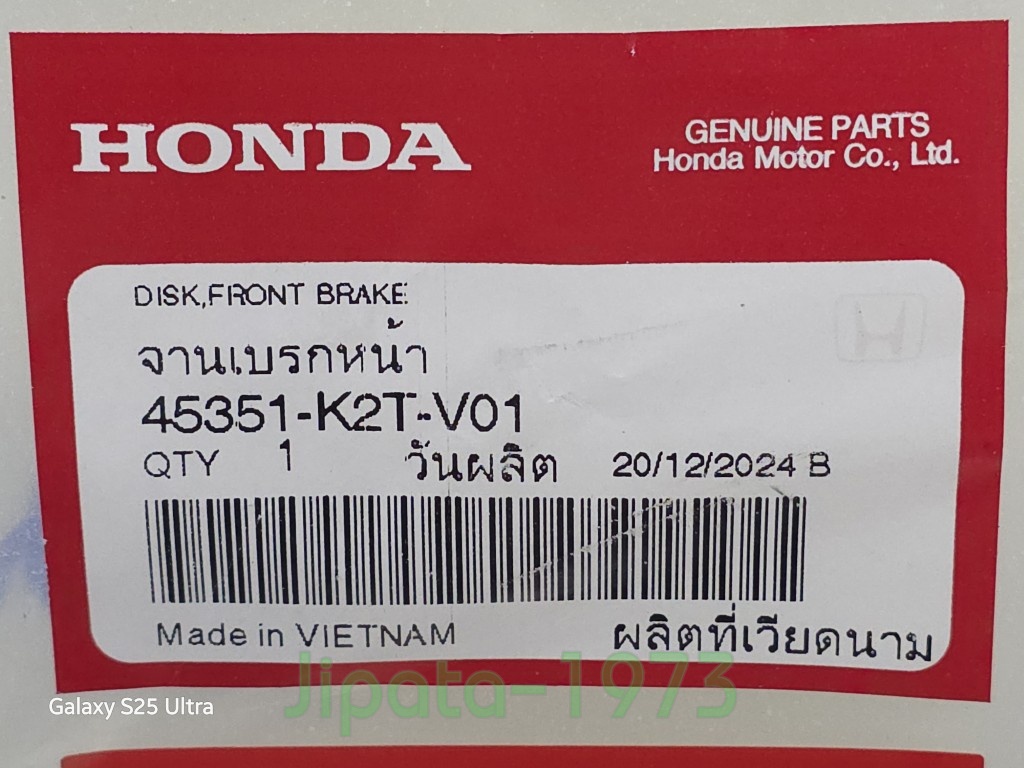 HONDA
GENUINE PARTS
Honda Motor Co., Ltd.
DISK,FRONT BRAKE
จานเบรกหน้า
45351-K2T-V01
QTY 1 วันผลิต 20/12/2024 B
Made in VIETNAM ผลิตที่เวียดนาม
Jipata-1973
Galaxy S25 Ultra